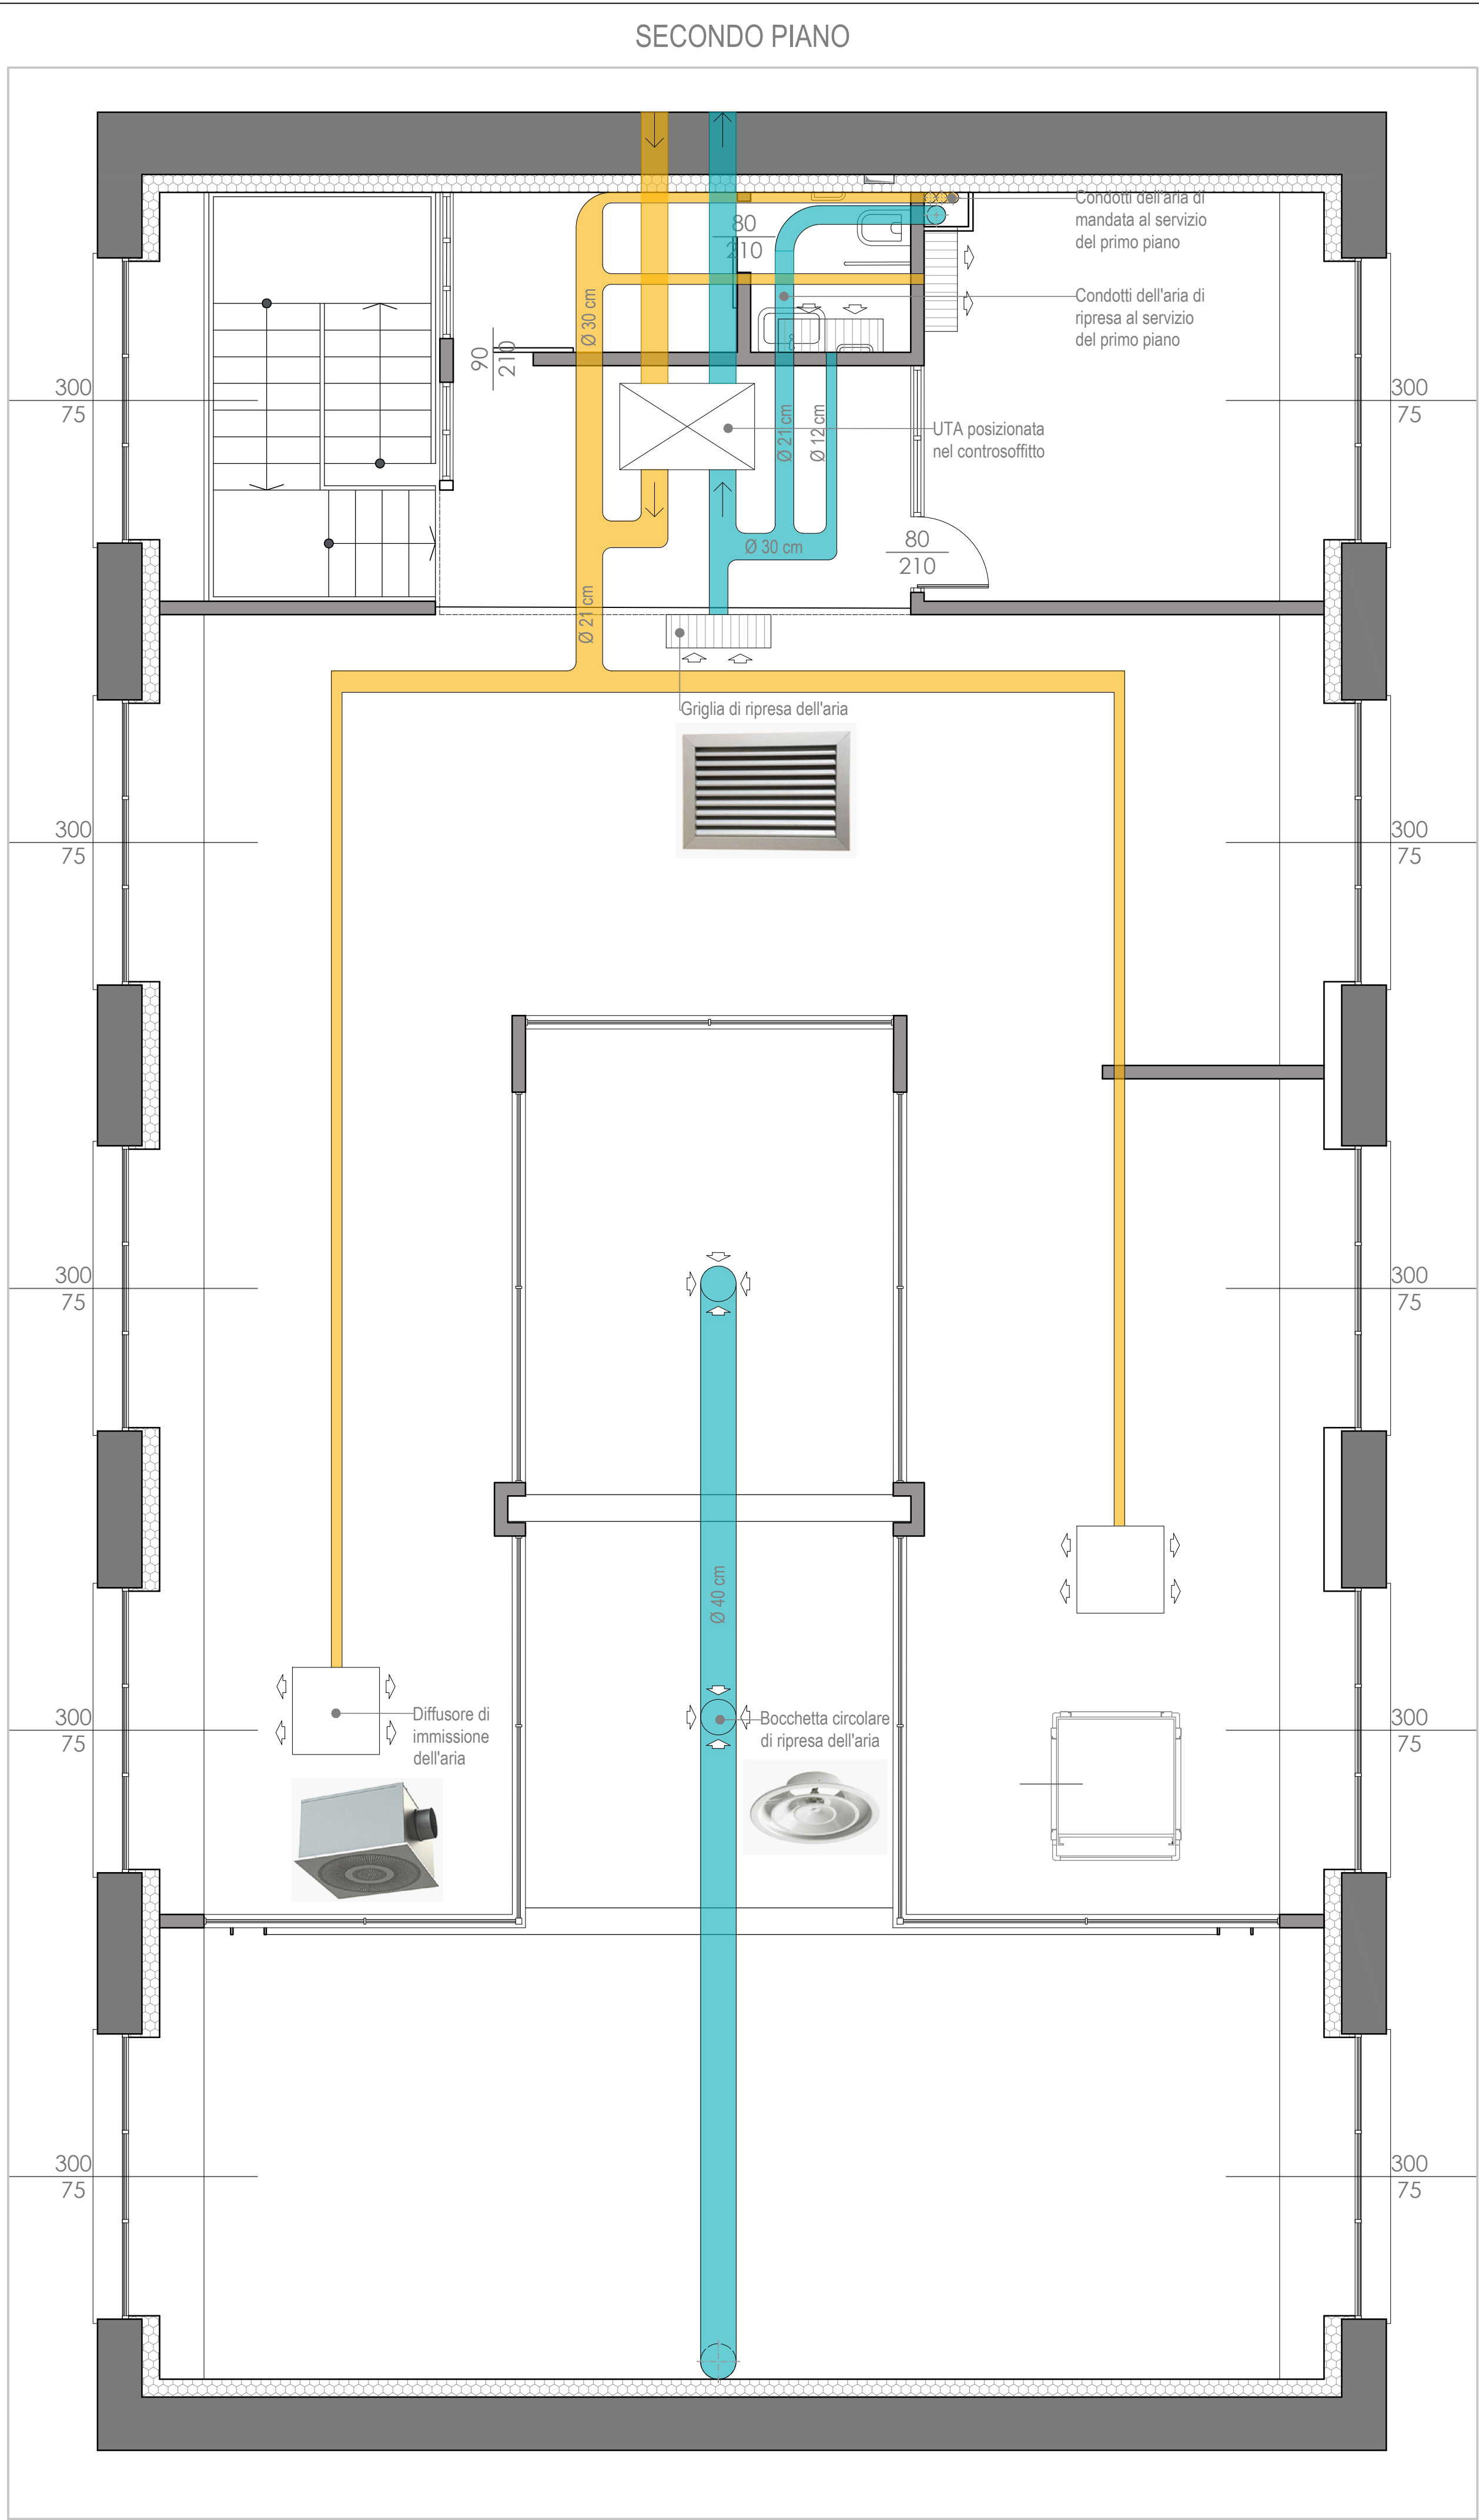 SECONDO PIANO
Condotti dell'aria di
mandata al servizio
del primo piano
80
210
Condotti dell'aria di
ripresa al servizio
del primo piano
Ø 30 cm
90
210
300
75
300
75
Ø 21 cm
Ø 12 cm
UTA posizionata
nel controsoffitto
Ø 30 cm
80
210
Ø 21 cm
Griglia di ripresa dell'aria
300
75
300
75
300
75
300
75
Ø 40 cm
Diffusore di
immissione
dell'aria
Bocchetta circolare
di ripresa dell'aria
300
75
300
75
300
75
300
75